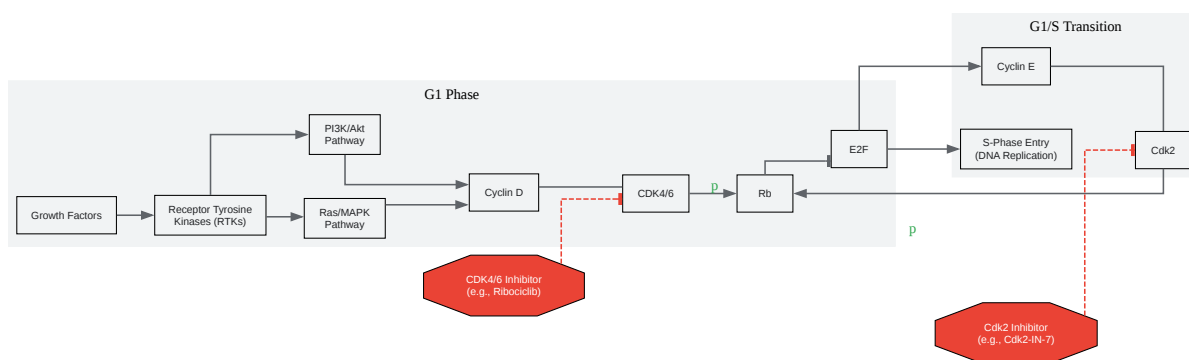 G1/S Transition
Cyclin E
G1 Phase
PI3K/Akt
Pathway
E2F
S-Phase Entry
(DNA Replication)
Cdk2
Cyclin D
CDK4/6
p
Rb
Growth Factors
Receptor Tyrosine
Kinases (RTKs)
Ras/MAPK
Pathway
p
CDK4/6 Inhibitor
(e.g., Ribociclib)
Cdk2 Inhibitor
(e.g., Cdk2-IN-7)